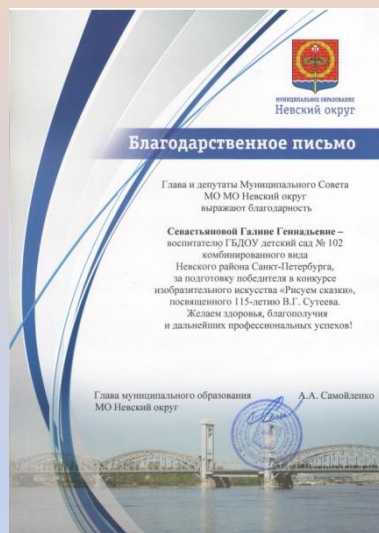 МУНИЦИПАЛЬНОЕ ОБРАЗОВАНИЕ
Невский округ
Благодарственное письмо
Глава и депутаты Муниципального Совета
МО МО Невский округ
выражают благодарность
Севастьяновой Галине Геннадьевне –
воспитателю ГБДОУ детский сад № 102
комбинированного вида
Невского района Санкт-Петербурга,
за подготовку победителя в конкурсе
изобразительного искусства «Рисуем сказки»,
посвященного 115-летию В.Г. Сутеева.
Желаем здоровья, благополучия
и дальнейших профессиональных успехов!
Глава муниципального образования А.А. Самойленко
МО Невский округ